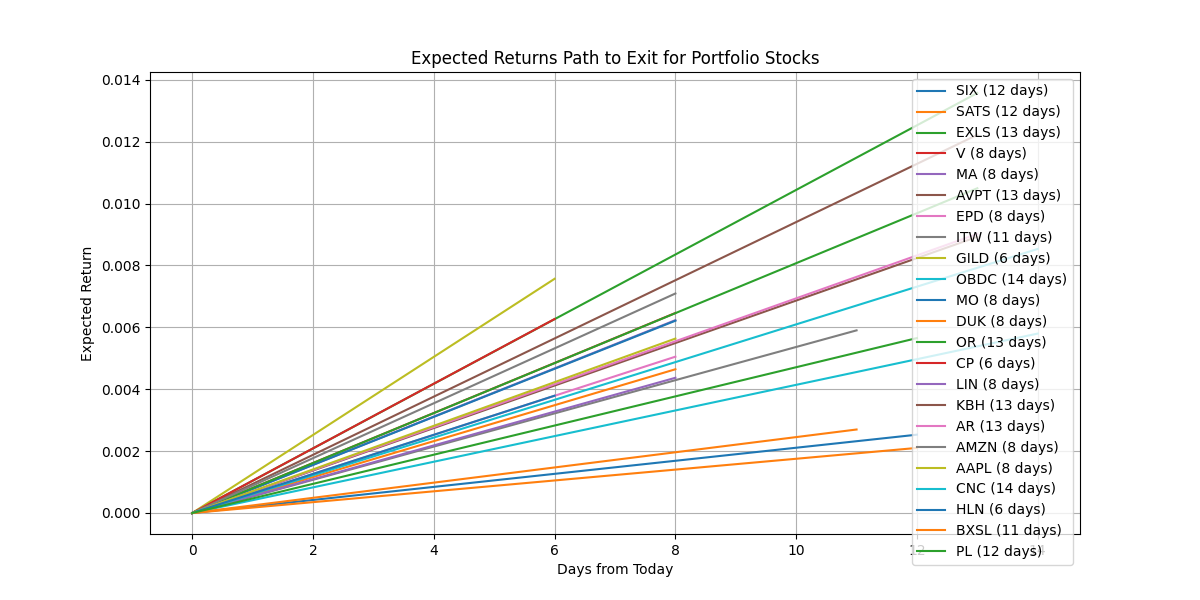 Expected Returns Path to Exit for Portfolio Stocks
0.014
0.012
0.010
0.008
0.006
0.004
0.002
0.000
Expected Return
0
2
4
6
8
10
12
14
Days from Today
SIX (12 days)
SATS (12 days)
EXLS (13 days)
V (8 days)
MA (8 days)
AVPT (13 days)
EPD (8 days)
ITW (11 days)
GILD (6 days)
OBDC (14 days)
MO (8 days)
DUK (8 days)
OR (13 days)
CP (6 days)
LIN (8 days)
KBH (13 days)
AR (13 days)
AMZN (8 days)
AAPL (8 days)
CNC (14 days)
HLN (6 days)
BXSL (11 days)
PL (12 days)